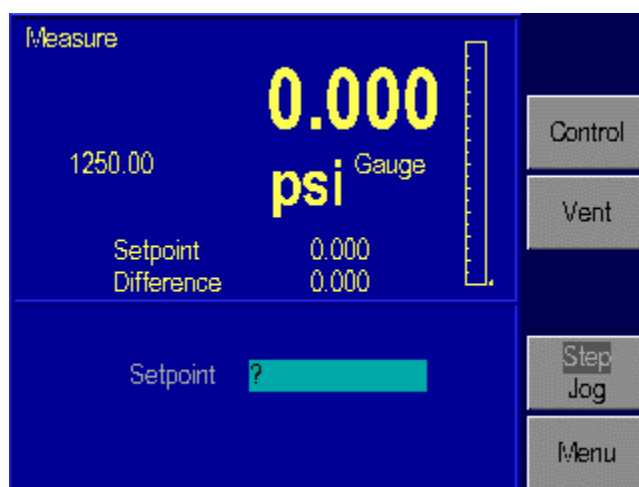 Measure
0.000
1250.00
psi Gauge
Setpoint 0.000
Difference 0.000
Setpoint ?
Control
Vent
Step
Jog
Menu